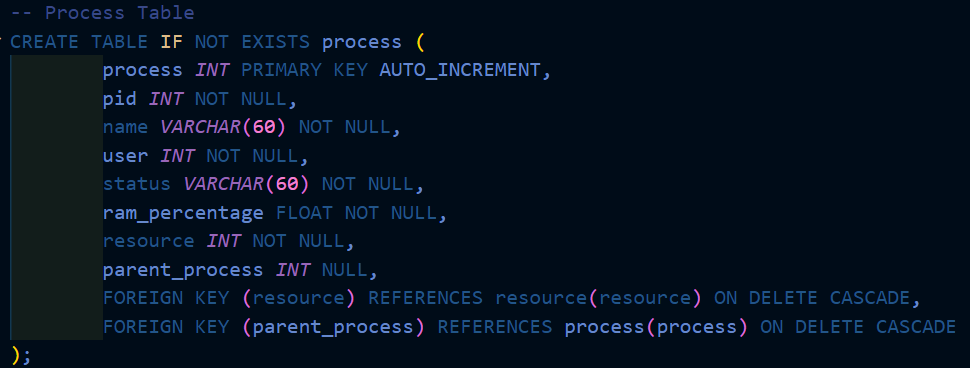 -- Process Table
CREATE TABLE IF NOT EXISTS process (
process INT PRIMARY KEY AUTO_INCREMENT,
pid INT NOT NULL,
name VARCHAR(60) NOT NULL,
user INT NOT NULL,
status VARCHAR(60) NOT NULL,
ram_percentage FLOAT NOT NULL,
resource INT NOT NULL,
parent_process INT NULL,
FOREIGN KEY (resource) REFERENCES resource(resource) ON DELETE CASCADE,
FOREIGN KEY (parent_process) REFERENCES process(process) ON DELETE CASCADE
);